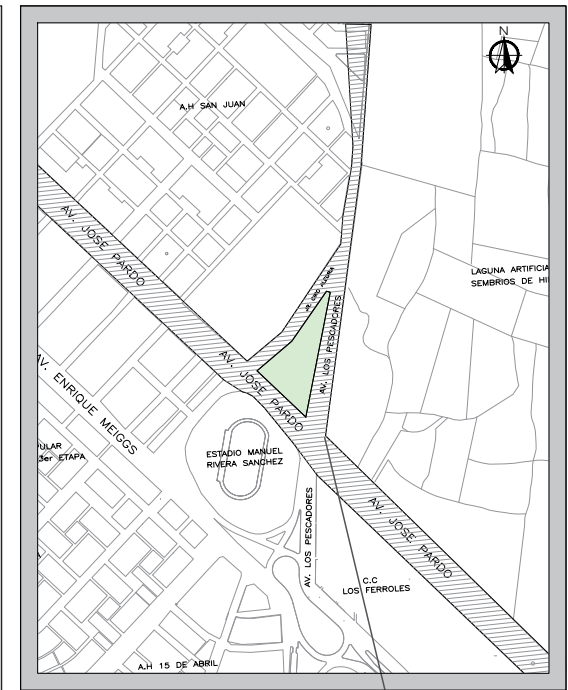 N
A.H SAN JUAN
AV. JOSE PARDO
LAGUNA ARTIFICIA
SEMBRIOS DE HI
AV. LOS PESCADORES
AV. JOSE PARDO
AV. ENRIQUE MEIGGS
ULAR
3er ETAPA
ESTADIO MANUEL
RIVERA SANCHEZ
AV. LOS PESCADORES
AV. JOSE PARDO
C.C
LOS FERROLES
A.H 15 DE ABRIL